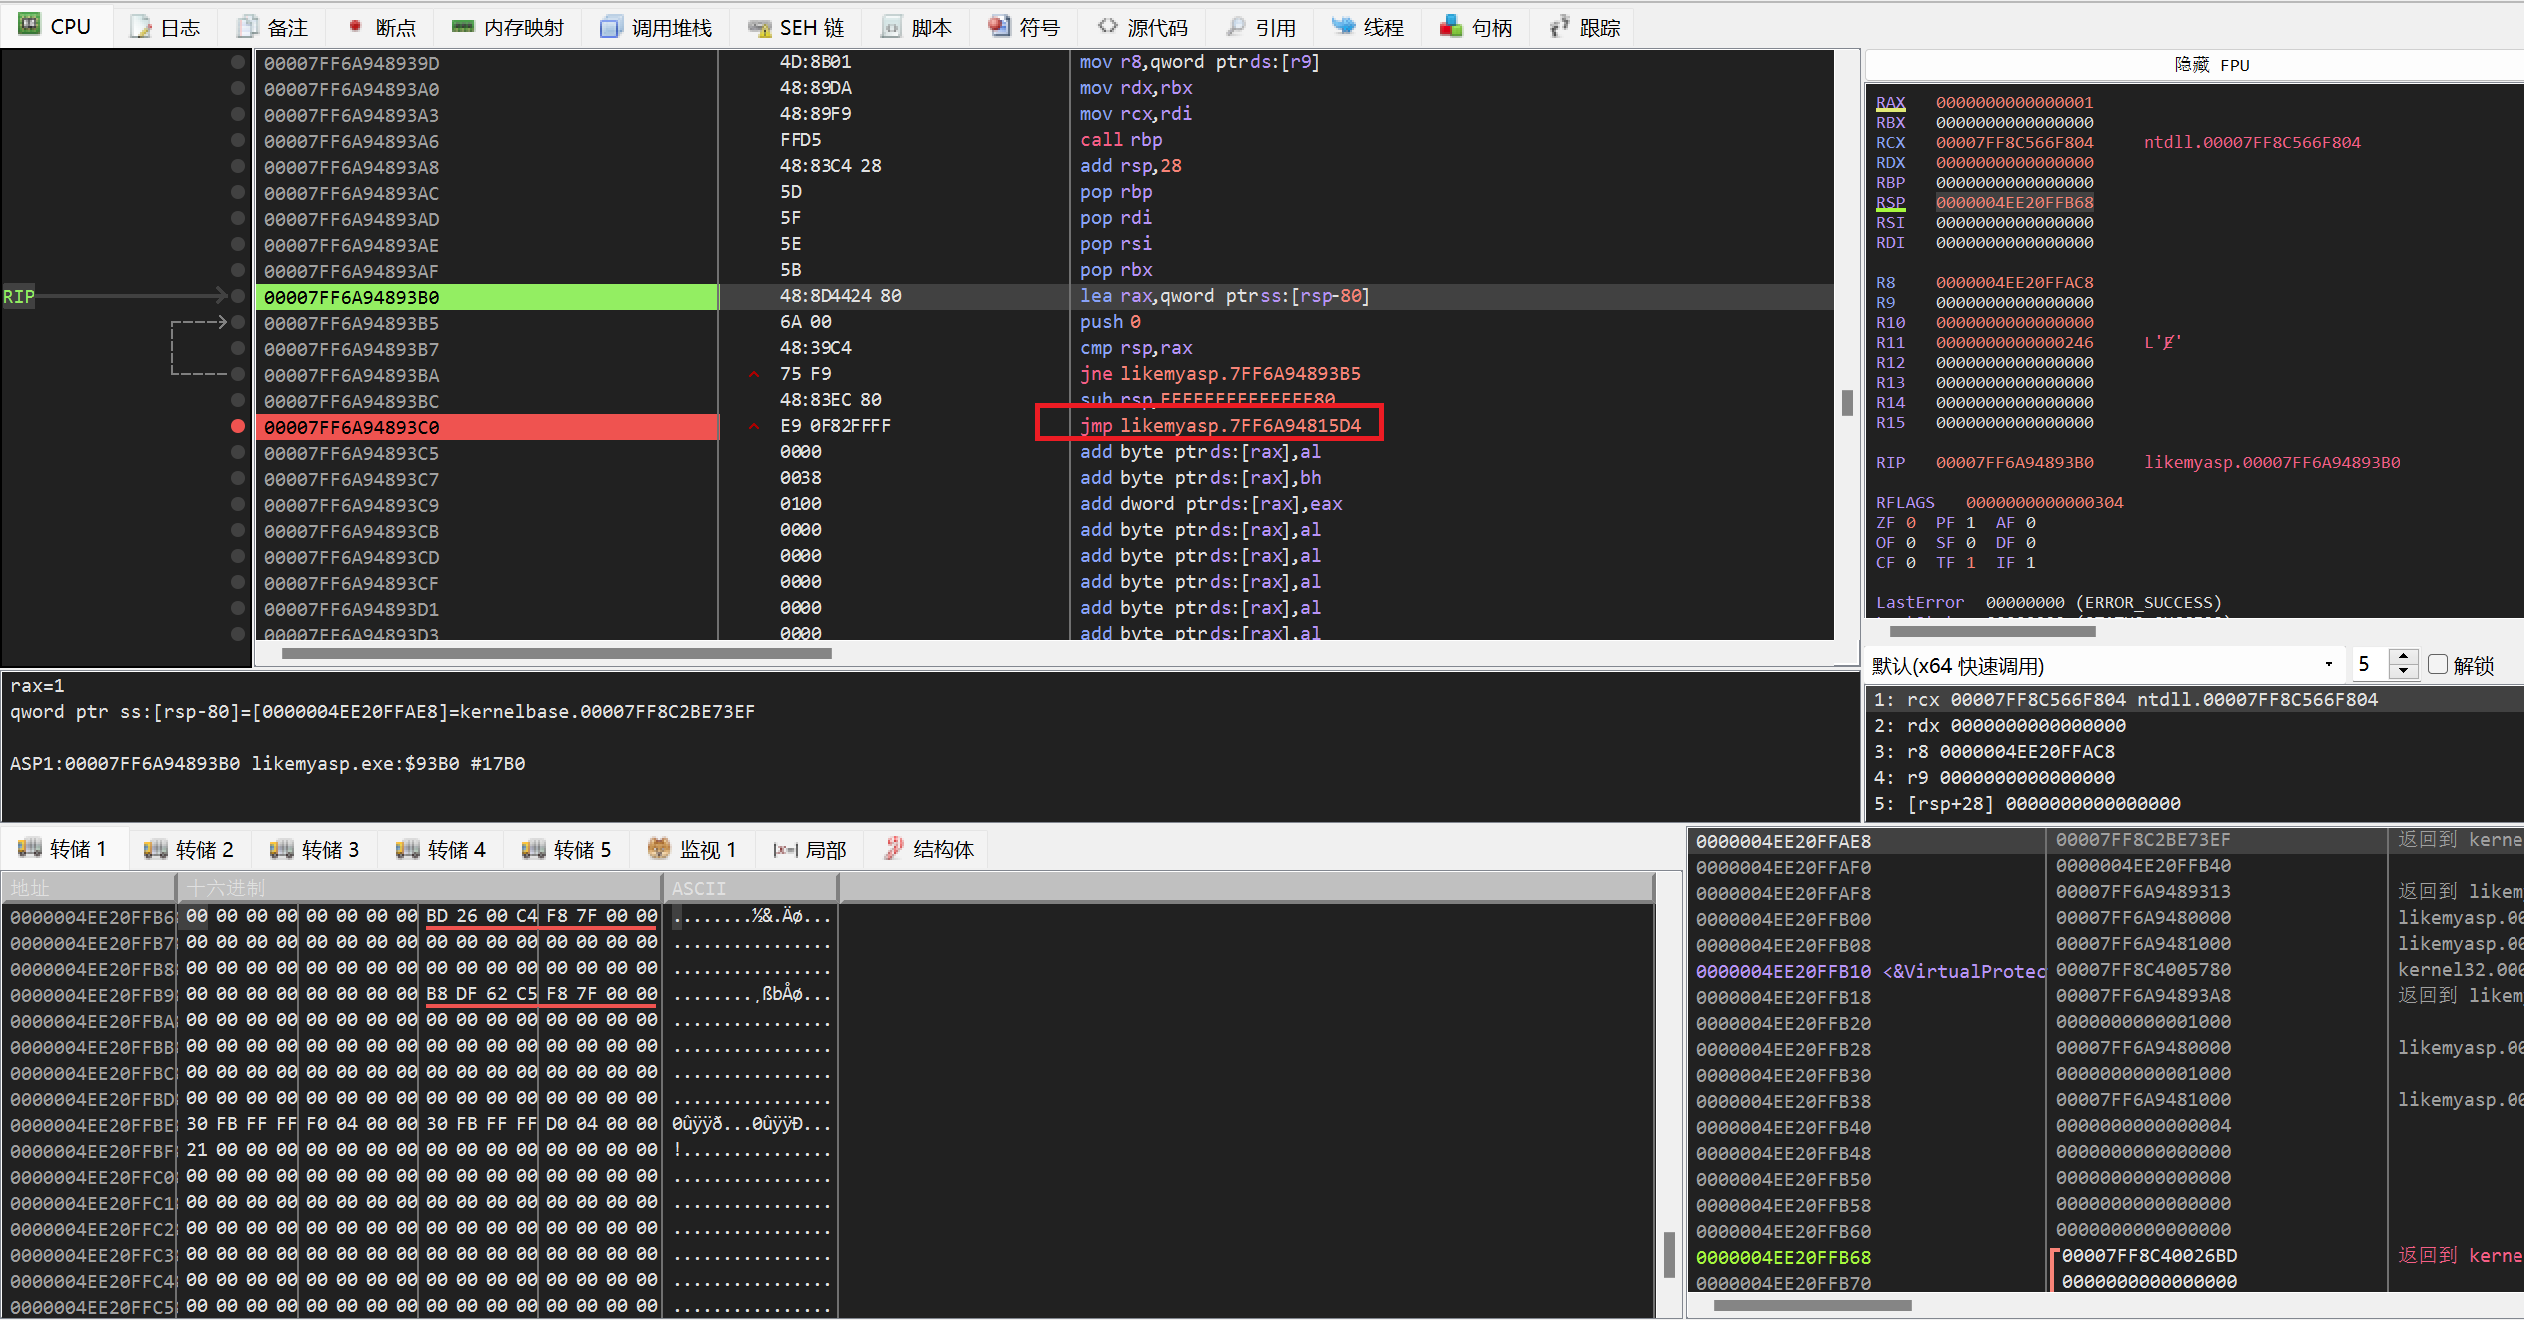 CPU 日志 备注 断点 内存映射 调用堆栈 SEH 链 脚本 符号 源代码 引用 线程 句柄 跟踪
00007FF6A948939D 4D:8B01 mov r8,qword ptr ds:[r9]
00007FF6A94893A0 48:89DA mov rdx,rbx
00007FF6A94893A3 48:89F9 mov rcx,rdi
00007FF6A94893A6 FFD5 call rbp
00007FF6A94893A8 48:83C4 28 add rsp,28
00007FF6A94893AC 5D pop rbp
00007FF6A94893AD 5F pop rdi
00007FF6A94893AE 5E pop rsi
00007FF6A94893AF 5B pop rbx
RIP 00007FF6A94893B0 48:8D4424 80 lea rax,qword ptr ss:[rsp-80]
00007FF6A94893B5 6A 00 push 0
00007FF6A94893B7 48:39C4 cmp rsp,rax
00007FF6A94893BA 75 F9 jne likemyasp.7FF6A94893B5
00007FF6A94893BC 48:83EC 80 sub rsp,FFFFFFFFFFFFFF80
00007FF6A94893C0 E9 0F82FFFF jmp likemyasp.7FF6A94815D4
00007FF6A94893C5 0000 add byte ptr ds:[rax],al
00007FF6A94893C7 0038 add byte ptr ds:[rax],bh
00007FF6A94893C9 0100 add dword ptr ds:[rax],eax
00007FF6A94893CB 0000 add byte ptr ds:[rax],al
00007FF6A94893CD 0000 add byte ptr ds:[rax],al
00007FF6A94893CF 0000 add byte ptr ds:[rax],al
00007FF6A94893D1 0000 add byte ptr ds:[rax],al
00007FF6A94893D3 0000 add byte ptr ds:[rax],al
隐藏 FPU
RAX 0000000000000001
RBX 0000000000000000
RCX 00007FF8C566F804 ntdll.00007FF8C566F804
RDX 0000000000000000
RBP 0000000000000000
RSP 0000004EE20FFB68
RSI 0000000000000000
RDI 0000000000000000
R8 0000004EE20FFAC8
R9 0000000000000000
R10 0000000000000000
R11 0000000000000246
R12 0000000000000000
R13 0000000000000000
R14 0000000000000000
R15 0000000000000000
RIP 00007FF6A94893B0 likemyasp.00007FF6A94893B0
RFLAGS 0000000000000304
ZF 0 PF 1 AF 0
OF 0 SF 0 DF 0
CF 0 TF 1 IF 1
LastError 00000000 (ERROR_SUCCESS)
默认(x64 快速调用) 5 解锁
1: rcx 00007FF8C566F804 ntdll.00007FF8C566F804
2: rdx 0000000000000000
3: r8 0000004EE20FFAC8
4: r9 0000000000000000
5: [rsp+28] 0000000000000000
rax=1
qword ptr ss:[rsp-80]=[0000004EE20FFAE8]=kernelbase.00007FF8C2BE73EF
ASP1:00007FF6A94893B0 likemyasp.exe:$93B0 #17B0
转储 1 转储 2 转储 3 转储 4 转储 5 监视 1 局部 结构体
地址 十六进制 ASCII
0000004EE20FFB6 00 00 00 00 00 00 00 00 BD 26 00 C4 F8 7F 00 00 ........½&.Äø...
0000004EE20FFB7 00 00 00 00 00 00 00 00 00 00 00 00 00 00 00 00 ................
0000004EE20FFB8 00 00 00 00 00 00 00 00 00 00 00 00 00 00 00 00 ................
0000004EE20FFB9 00 00 00 00 00 00 00 00 B8 DF 62 C5 F8 7F 00 00 ........¸ßbÅø...
0000004EE20FFBA 00 00 00 00 00 00 00 00 00 00 00 00 00 00 00 00 ................
0000004EE20FFBB 00 00 00 00 00 00 00 00 00 00 00 00 00 00 00 00 ................
0000004EE20FFBC 00 00 00 00 00 00 00 00 00 00 00 00 00 00 00 00 ................
0000004EE20FFBD 00 00 00 00 00 00 00 00 00 00 00 00 00 00 00 00 ................
0000004EE20FFBE 30 FB FF FF F0 04 00 00 30 FB FF FF D0 04 00 00 0ûÿÿð...0ûÿÿÐ...
0000004EE20FFBF 21 00 00 00 00 00 00 00 00 00 00 00 00 00 00 00 !...............
0000004EE20FFC0 00 00 00 00 00 00 00 00 00 00 00 00 00 00 00 00 ................
0000004EE20FFC1 00 00 00 00 00 00 00 00 00 00 00 00 00 00 00 00 ................
0000004EE20FFC2 00 00 00 00 00 00 00 00 00 00 00 00 00 00 00 00 ................
0000004EE20FFC3 00 00 00 00 00 00 00 00 00 00 00 00 00 00 00 00 ................
0000004EE20FFC4 00 00 00 00 00 00 00 00 00 00 00 00 00 00 00 00 ................
0000004EE20FFC5 00 00 00 00 00 00 00 00 00 00 00 00 00 00 00 00 ................
0000004EE20FFAE8 00007FF8C2BE73EF 返回到 kerne
0000004EE20FFAF0 0000004EE20FFB40
0000004EE20FFAF8 00007FF6A9489313 返回到 likem
0000004EE20FFB00 00007FF6A9480000 likemyasp.00
0000004EE20FFB08 00007FF6A9481000 likemyasp.00
0000004EE20FFB10 <&VirtualProtec 00007FF8C4005780 kernel32.000
0000004EE20FFB18 00007FF6A94893A8 返回到 likem
0000004EE20FFB20 0000000000001000
0000004EE20FFB28 00007FF6A9480000 likemyasp.00
0000004EE20FFB30 0000000000001000
0000004EE20FFB38 00007FF6A9481000 likemyasp.00
0000004EE20FFB40 0000000000000004
0000004EE20FFB48 0000000000000000
0000004EE20FFB50 0000000000000000
0000004EE20FFB58 0000000000000000
0000004EE20FFB60 0000000000000000
0000004EE20FFB68 00007FF8C40026BD 返回到 kerne
0000004EE20FFB70 0000000000000000